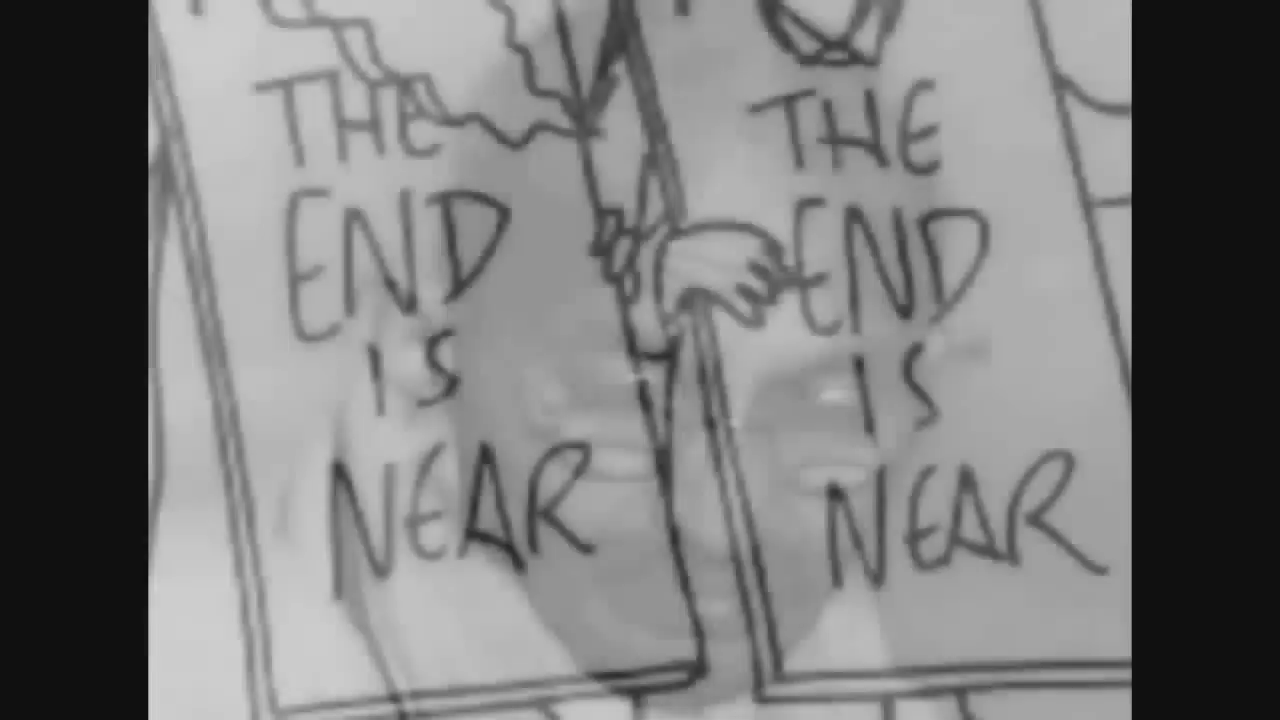 THE
END
IS
NEAR
THE
END
IS
NEAR